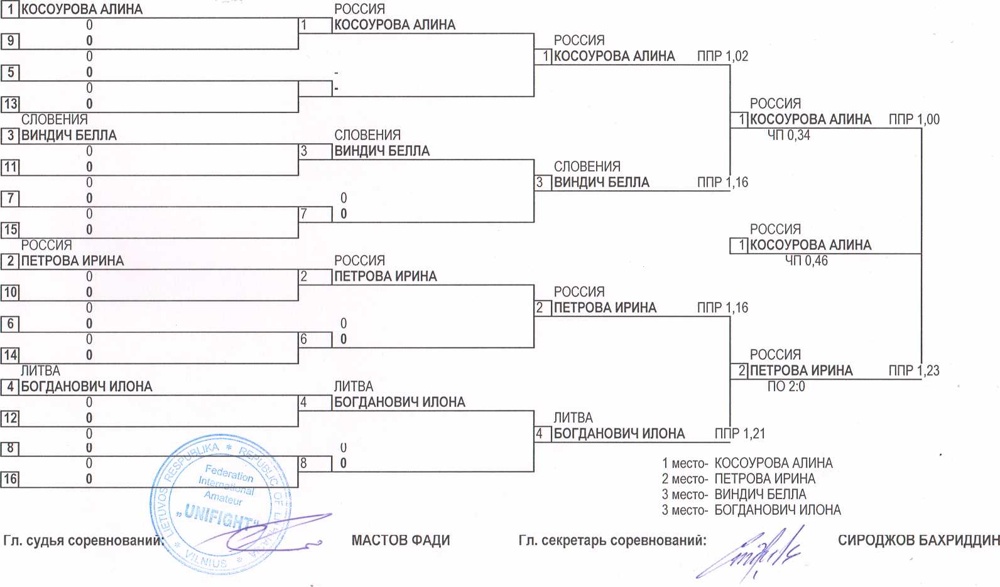 1 КОСОУРОВА АЛИНА
РОССИЯ
0
1 КОСОУРОВА АЛИНА
9 0
РОССИЯ
0
1 КОСОУРОВА АЛИНА ППР 1,02
5 0 -
0 -
13 0
РОССИЯ
СЛОВЕНИЯ
1 КОСОУРОВА АЛИНА ППР 1,00
3 ВИНДИЧ БЕЛЛА
СЛОВЕНИЯ
ЧП 0,34
0
3 ВИНДИЧ БЕЛЛА
11 0
СЛОВЕНИЯ
0
3 ВИНДИЧ БЕЛЛА ППР 1,16
7 0 0
0
7 0
15 0
РОССИЯ
РОССИЯ
1 КОСОУРОВА АЛИНА
2 ПЕТРОВА ИРИНА
РОССИЯ
ЧП 0,46
0
2 ПЕТРОВА ИРИНА
10 0
РОССИЯ
0
2 ПЕТРОВА ИРИНА ППР 1,16
6 0 0
0
6 0
14 0
РОССИЯ
ЛИТВА
2 ПЕТРОВА ИРИНА ППР 1,23
4 БОГДАНОВИЧ ИЛОНА
ЛИТВА
ПО 2:0
0
4 БОГДАНОВИЧ ИЛОНА
12 0
ЛИТВА
0
4 БОГДАНОВИЧ ИЛОНА ППР 1,21
8 0 0
0
8 0
16 0
1 место- КОСОУРОВА АЛИНА
2 место- ПЕТРОВА ИРИНА
3 место- ВИНДИЧ БЕЛЛА
3 место- БОГДАНОВИЧ ИЛОНА
LIETUVOS RESPUBLIKA * REPUBLIC OF LITHUANIA * VILNIUS *
Federation
International
Amateur
„UNIFIGHT“
Гл. судья соревнований: МАСТОВ ФАДИ Гл. секретарь соревнований: СИРОДЖОВ БАХРИДДИН